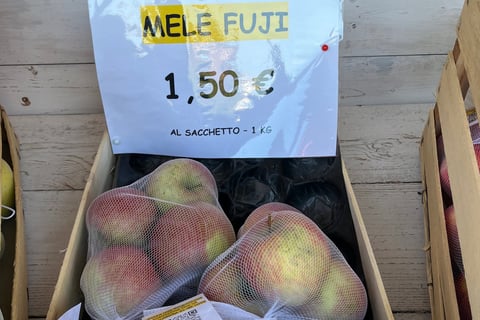 MELE FUJI
1,50 €
AL SACCHETTO - 1 KG